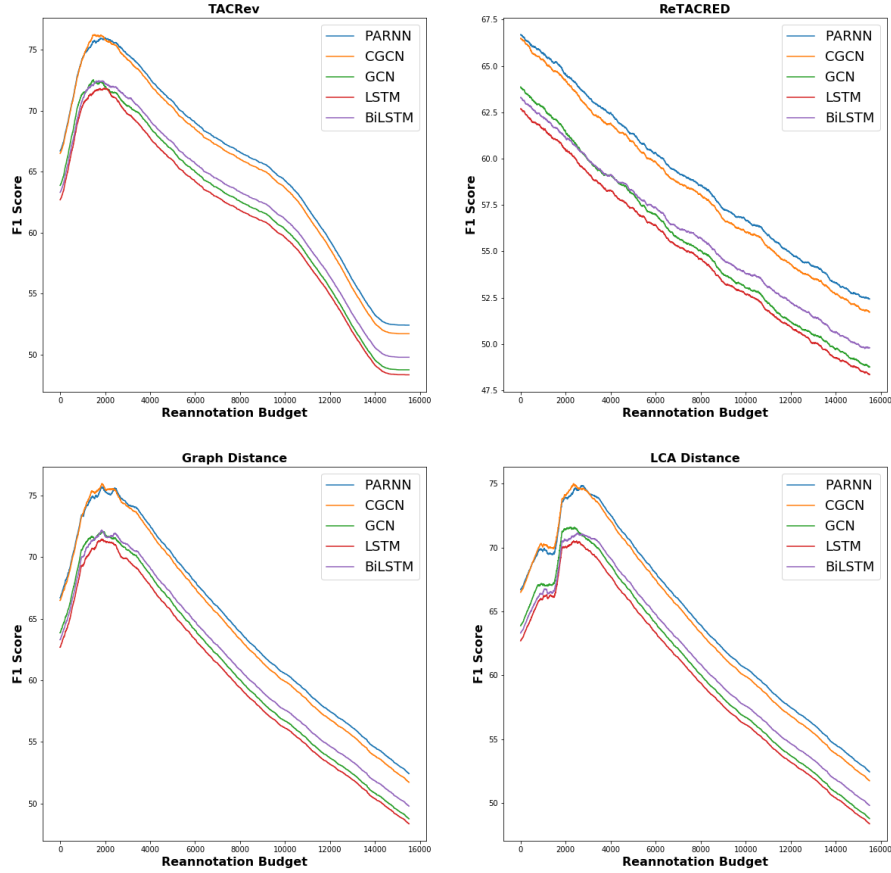 TACRev
75
70
65
60
55
50
F1 Score
0
2000
4000
6000
8000
10000
12000
14000
16000
Reannotation Budget
PARNN
CGCN
GCN
LSTM
BiLSTM
ReTACRED
67.5
65.0
62.5
60.0
57.5
55.0
52.5
50.0
47.5
F1 Score
0
2000
4000
6000
8000
10000
12000
14000
16000
Reannotation Budget
PARNN
CGCN
GCN
LSTM
BiLSTM
Graph Distance
75
70
65
60
55
50
F1 Score
0
2000
4000
6000
8000
10000
12000
14000
16000
Reannotation Budget
PARNN
CGCN
GCN
LSTM
BiLSTM
LCA Distance
75
70
65
60
55
50
F1 Score
0
2000
4000
6000
8000
10000
12000
14000
16000
Reannotation Budget
PARNN
CGCN
GCN
LSTM
BiLSTM